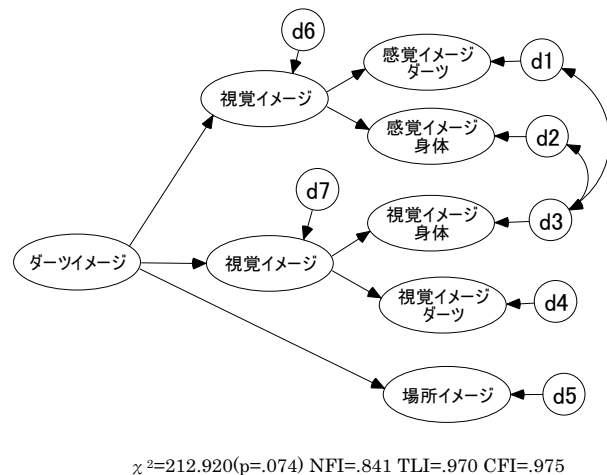 d6
感覚イメージ
ダーツ
d1
視覚イメージ
感覚イメージ
身体
d2
d7
視覚イメージ
身体
d3
ダーツイメージ
視覚イメージ
視覚イメージ
ダーツ
d4
場所イメージ
d5
χ²=212.920(p=.074) NFI=.841 TLI=.970 CFI=.975